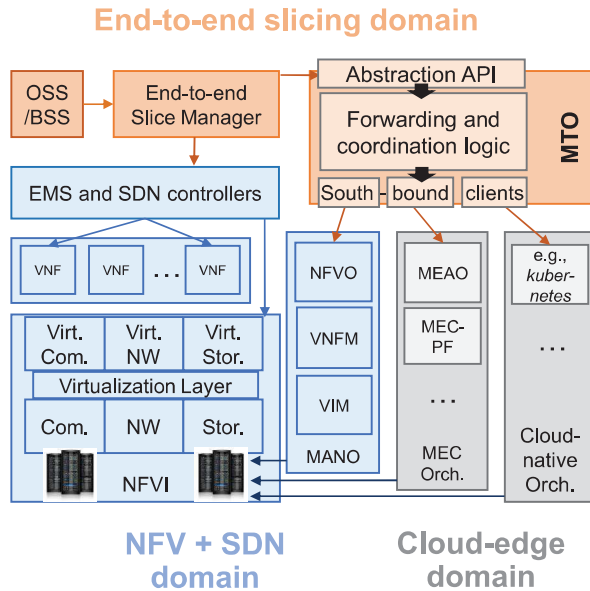 End-to-end slicing domain
OSS
/BSS
End-to-end
Slice Manager
Abstraction API
Forwarding and
coordination logic
MTO
South - bound clients
EMS and SDN controllers
VNF VNF ... VNF
NFVO
VNFM
VIM
MANO
MEAO
MEC-
PF
...
MEC
Orch.
e.g.,
kuber-
netes
...
Cloud-
native
Orch.
Virt. Virt. Virt.
Com. NW Stor.
Virtualization Layer
Com. NW Stor.
NFVI
NFV + SDN
domain
Cloud-edge
domain